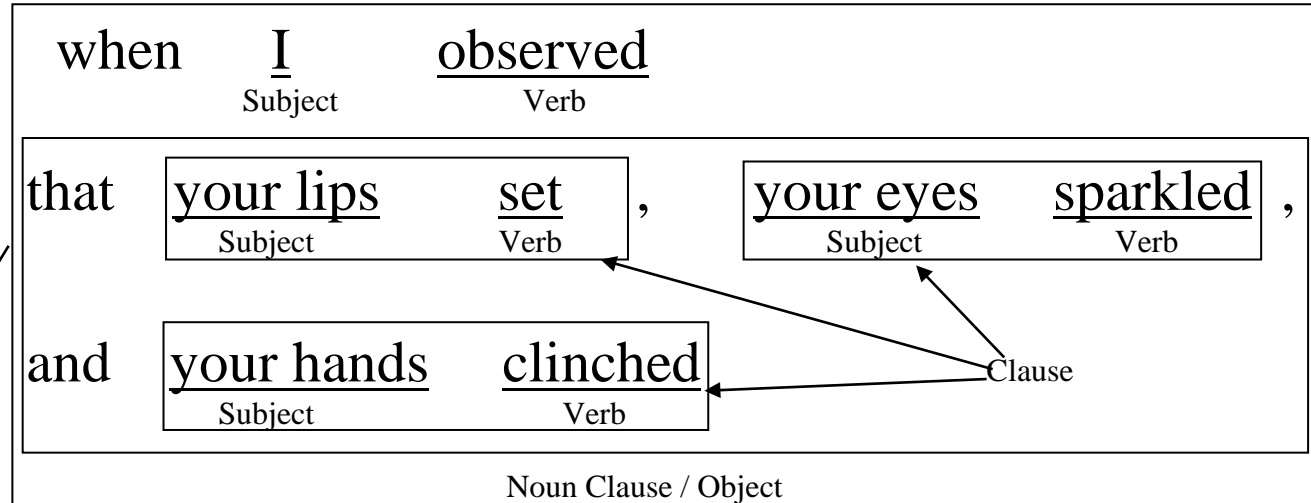 when I observed
Subject Verb
that your lips set , your eyes sparkled ,
Subject Verb Subject Verb
and your hands clinched Clause
Subject Verb
Noun Clause / Object